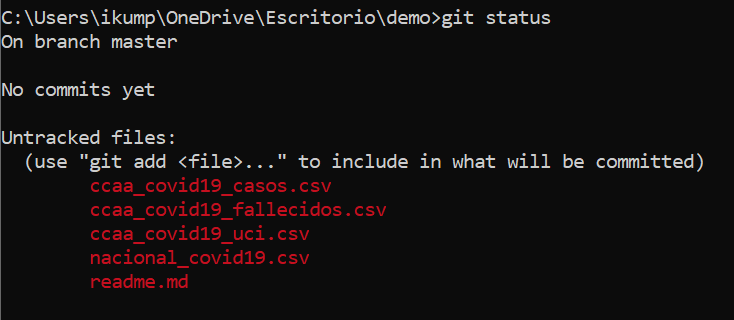 C:\Users\ikump\OneDrive\Escritorio\demo>git status
On branch master
No commits yet
Untracked files:
(use "git add <file>..." to include in what will be committed)
ccaa_covid19_casos.csv
ccaa_covid19_fallecidos.csv
ccaa_covid19_uci.csv
nacional_covid19.csv
readme.md